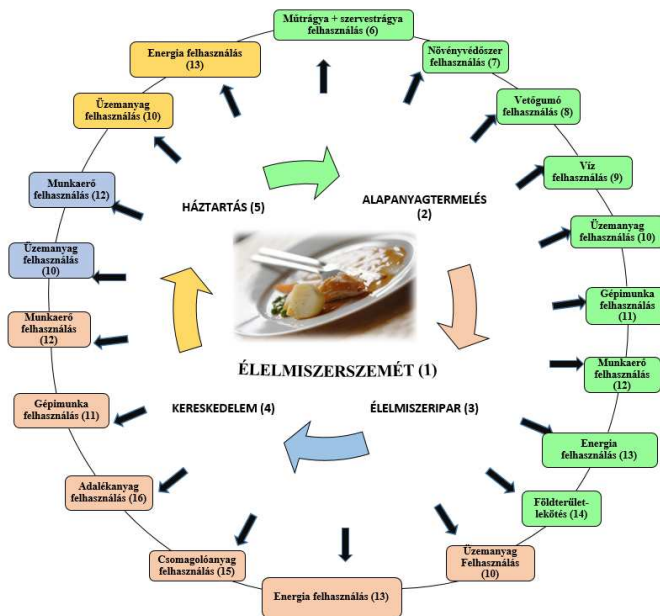 Műtrágya + szervestrágya
felhasználás (6)
Növényvédőszer
felhasználás (7)
Vetőgumó
felhasználás (8)
Víz
felhasználás (9)
Üzemanyag
felhasználás (10)
Gépimunka
felhasználás
(11)
Munkaerő
felhasználás
(12)
Energia
felhasználás (13)
Földterület-
lekötés (14)
Üzemanyag
Felhasználás
(10)
Energia felhasználás (13)
Csomagolóanyag
felhasználás (15)
Adalékanyag
felhasználás (16)
Gépimunka
felhasználás (11)
Munkaerő
felhasználás
(12)
Üzemanyag
felhasználás
(10)
Munkaerő
felhasználás (12)
Üzemanyag
felhasználás (10)
Energia felhasználás
(13)
HÁZTARTÁS (5)
ALAPANYAGTERMELÉS
(2)
ÉLELMISZERSZEMÉT (1)
KERESKEDELEM (4)
ÉLELMISZERIPAR (3)